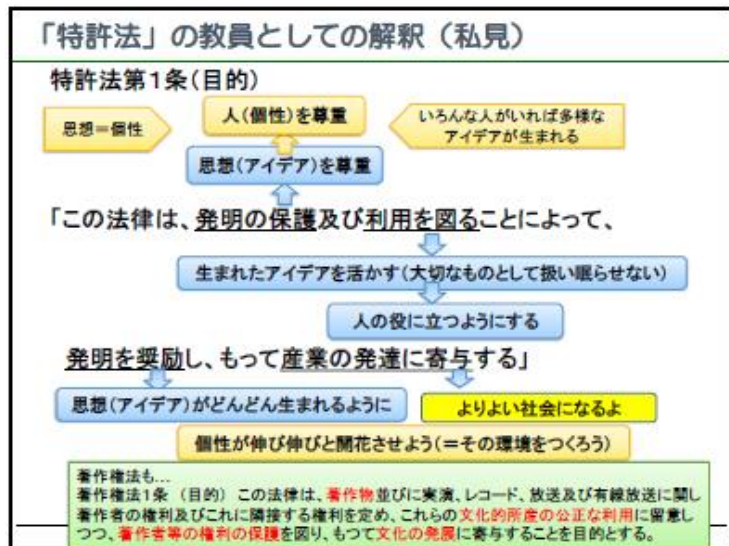 「特許法」の教員としての解釈（私見）
特許法第1条（目的）
思想＝個性
人（個性）を尊重
いろんな人がいれば多様な
アイデアが生まれる
思想（アイデア）を尊重
「この法律は、発明の保護及び利用を図ることによって、
生まれたアイデアを活かす（大切なものとして扱い眠らせない）
人の役に立つようにする
発明を奨励し、もって産業の発達に寄与する」
思想（アイデア）がどんどん生まれるように
よりよい社会になるよ
個性が伸び伸びと開花させよう（＝その環境をつくろう）
著作権法も…
著作権法1条 （目的） この法律は、著作物並びに実演、レコード、放送及び有線放送に関し
著作者の権利及びこれに隣接する権利を定め、これらの文化的所産の公正な利用に留意し
つつ、著作者等の権利の保護を図り、もつて文化の発展に寄与することを目的とする。